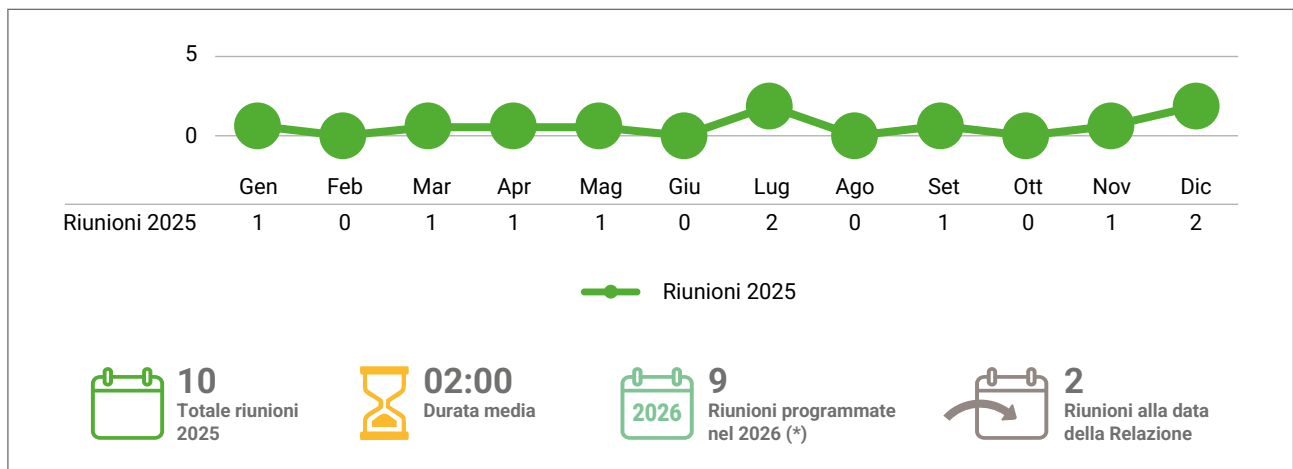 5
0
Gen Feb Mar Apr Mag Giu Lug Ago Set Ott Nov Dic
Riunioni 2025 1 0 1 1 1 0 2 0 1 0 1 2
Riunioni 2025
10
Totale riunioni
2025
02:00
Durata media
2026
9
Riunioni programmate
nel 2026 (*)
2
Riunioni alla data
della Relazione